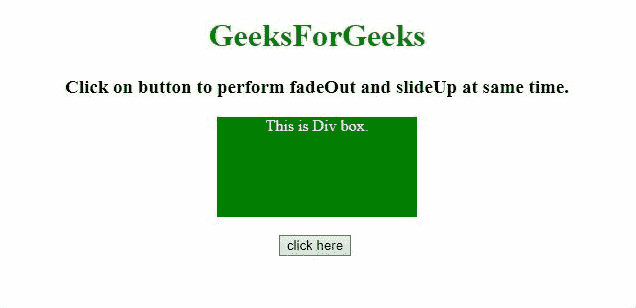 GeeksForGeeks
Click on button to perform fadeOut and slideUp at same time.
This is Div box.
click here